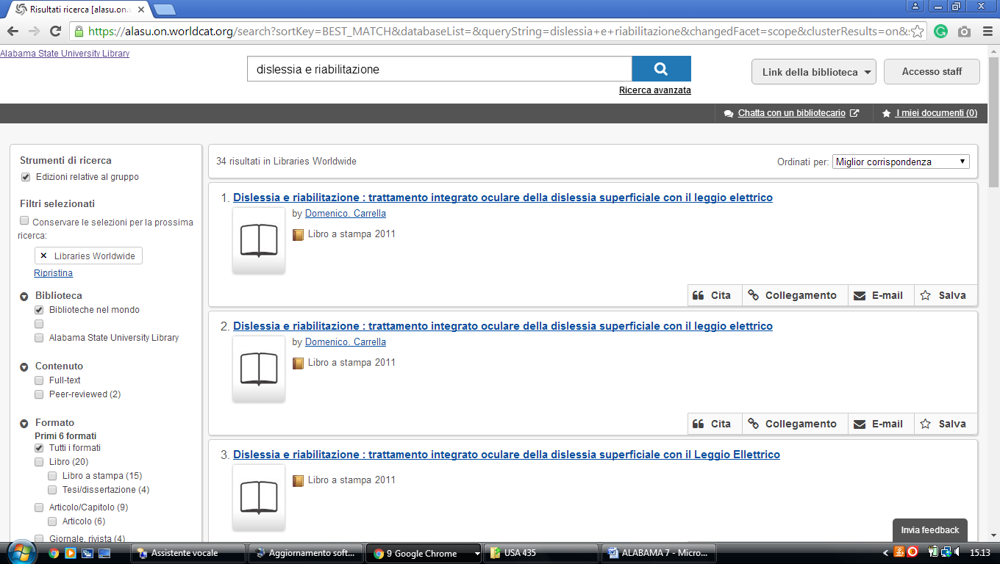 Risultati ricerca [alasu.on.
https://alasu.on.worldcat.org/search?sortKey=BEST_MATCH&databaseList=&queryString=dislessia+e+riabilitazione&changedFacet=scope&clusterResults=on&
Alabama State University Library
dislessia e riabilitazione
Ricerca avanzata
Link della biblioteca
Accesso staff
Chatta con un bibliotecario
I miei documenti (0)
Strumenti di ricerca
Edizioni relative al gruppo
Filtri selezionati
Conservare le selezioni per la prossima
ricerca:
× Libraries Worldwide
Ripristina
Biblioteca
Biblioteche nel mondo
Alabama State University Library
Contenuto
Full-text
Peer-reviewed (2)
Formato
Primi 6 formati
Tutti i formati
Libro (20)
Libro a stampa (15)
Tesi/dissertazione (4)
Articolo/Capitolo (9)
Articolo (6)
Giornale, rivista (4)
34 risultati in Libraries Worldwide
Ordinati per: Miglior corrispondenza
1. Dislessia e riabilitazione : trattamento integrato oculare della dislessia superficiale con il leggio elettrico
by Domenico. Carrella
Libro a stampa 2011
Cita Collegamento E-mail Salva
2. Dislessia e riabilitazione : trattamento integrato oculare della dislessia superficiale con il leggio elettrico
by Domenico. Carrella
Libro a stampa 2011
Cita Collegamento E-mail Salva
3. Dislessia e riabilitazione : trattamento integrato oculare della dislessia superficiale con il Leggio Ellettrico
Libro a stampa 2011
Invia feedback
Assistente vocale
Aggiornamento soft...
9 Google Chrome
USA 435
ALABAMA 7 - Micro...
15.13